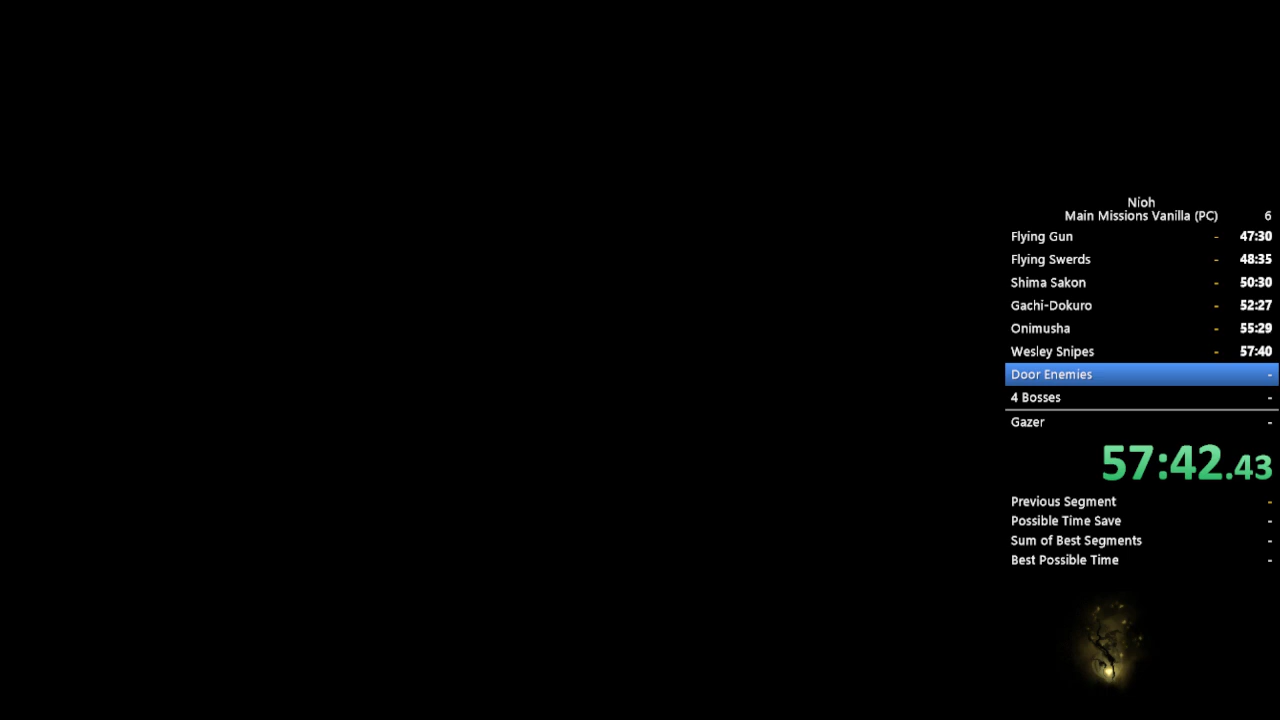 Nioh
Main Missions Vanilla (PC) 6
Flying Gun - 47:30
Flying Swerds - 48:35
Shima Sakon - 50:30
Gachi-Dokuro - 52:27
Onimusha - 55:29
Wesley Snipes - 57:40
Door Enemies -
4 Bosses -
Gazer -
57:42.43
Previous Segment -
Possible Time Save -
Sum of Best Segments -
Best Possible Time -